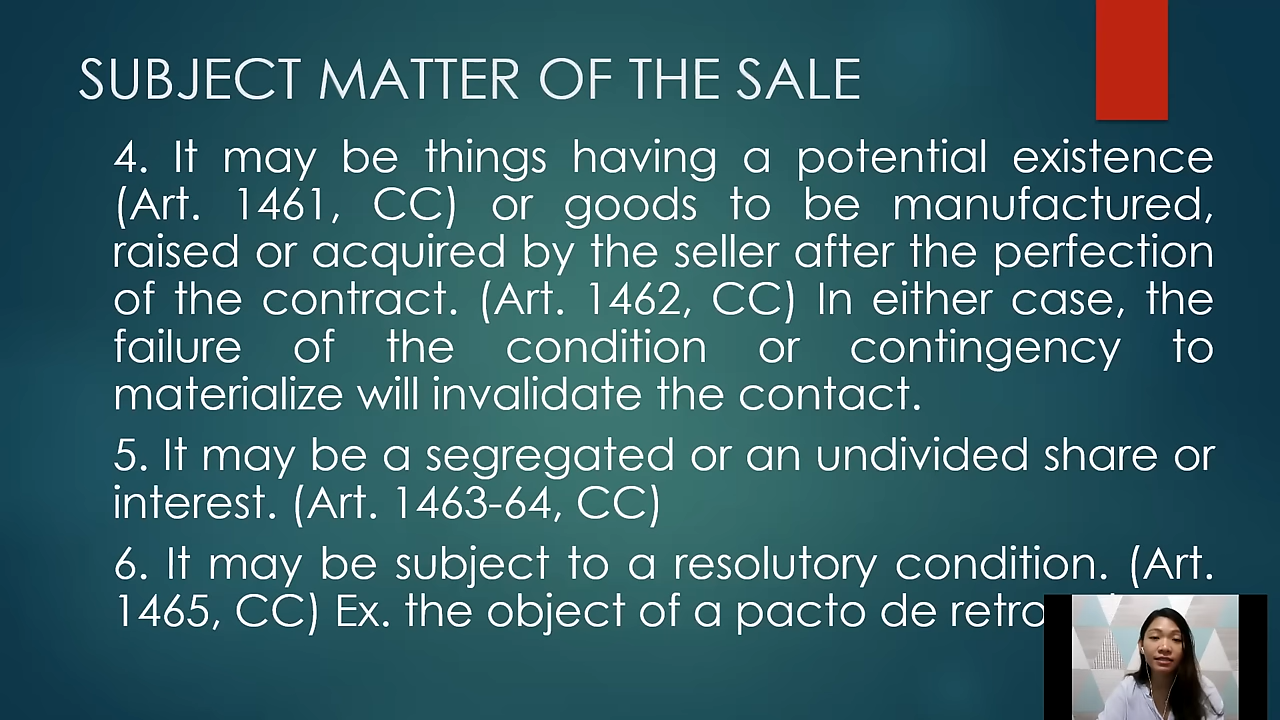 SUBJECT MATTER OF THE SALE
4. It may be things having a potential existence
(Art. 1461, CC) or goods to be manufactured,
raised or acquired by the seller after the perfection
of the contract. (Art. 1462, CC) In either case, the
failure of the condition or contingency to
materialize will invalidate the contact.
5. It may be a segregated or an undivided share or
interest. (Art. 1463-64, CC)
6. It may be subject to a resolutory condition. (Art.
1465, CC) Ex. the object of a pacto de retro